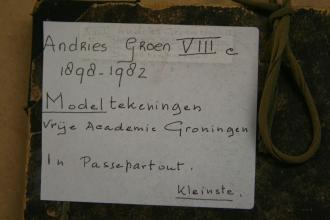 Andries Groen VIII c
1898-1982
Modeltekeningen
Vrije Academie Groningen
In Passepartout.
Kleinste.